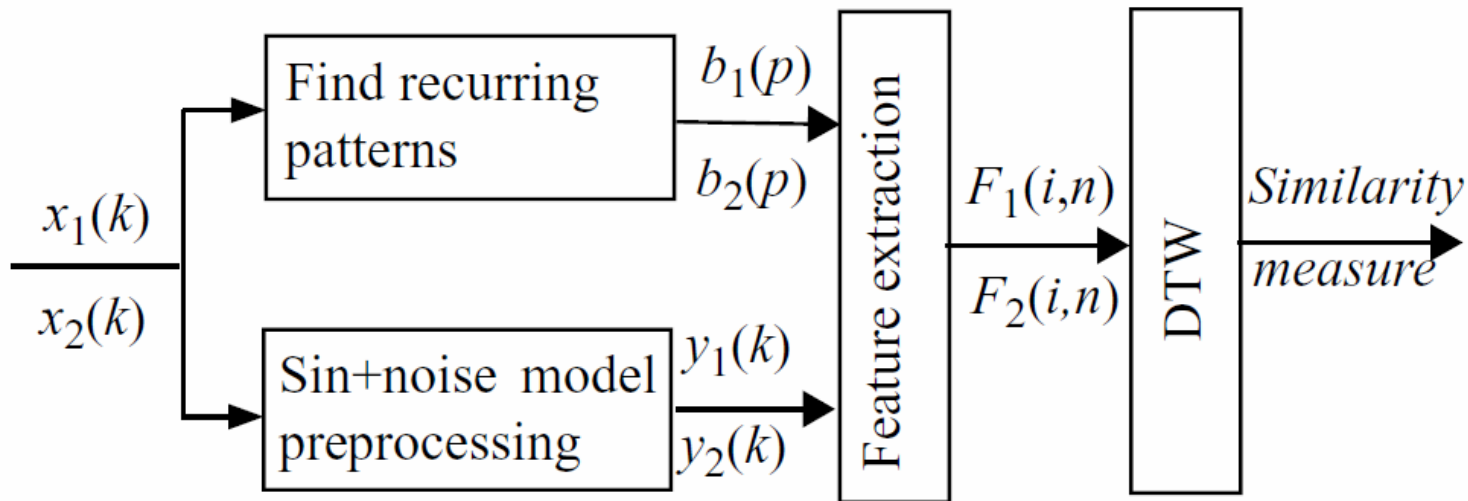 x1(k)
x2(k)
Find recurring
patterns
b1(p)
b2(p)
Sin+noise model
preprocessing
y1(k)
y2(k)
Feature extraction
F1(i,n)
F2(i,n)
DTW
Similarity
measure